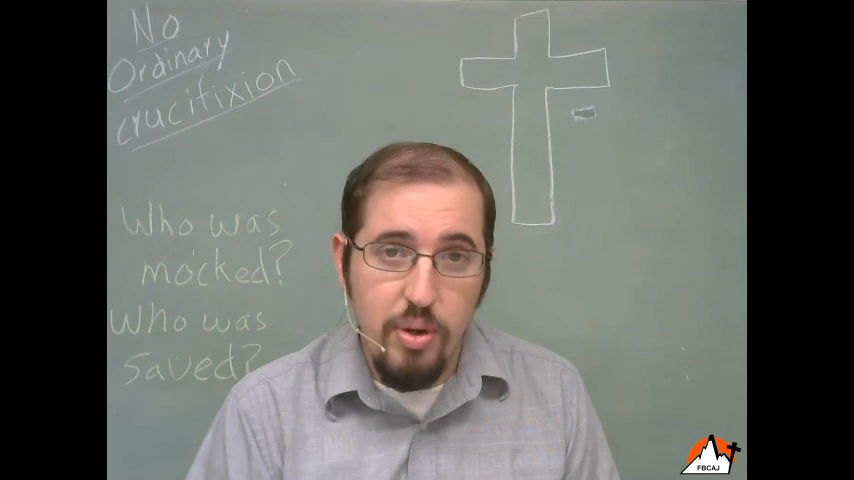 No
Ordinary
crucifixion
Who was
mocked?
Who was
saved?
FBCAJ